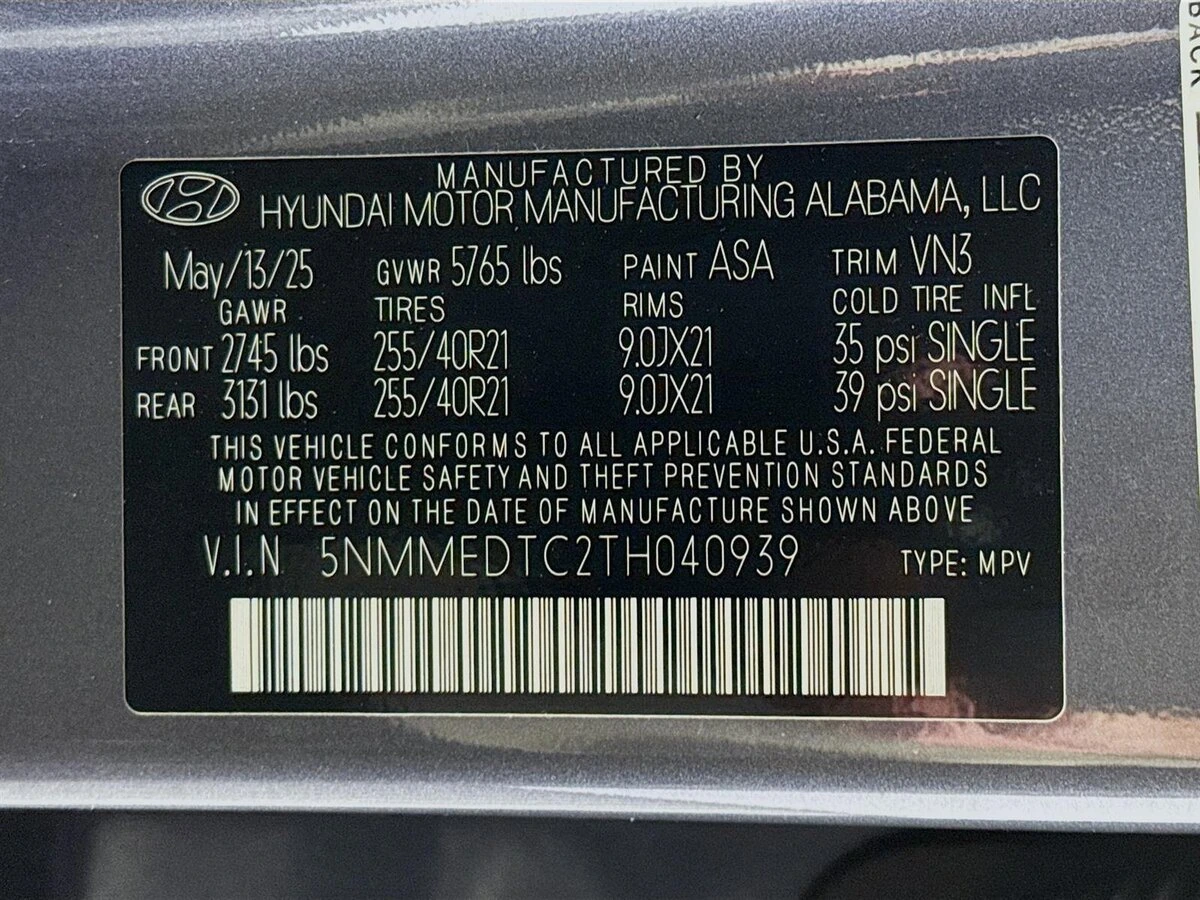 MANUFACTURED BY
HYUNDAI MOTOR MANUFACTURING ALABAMA, LLC
May/13/25 GVWR 5765 lbs PAINT ASA TRIM VN3
GAWR TIRES RIMS COLD TIRE INFL
FRONT 2745 lbs 255/40R21 9.0JX21 35 psi SINGLE
REAR 3131 lbs 255/40R21 9.0JX21 39 psi SINGLE
THIS VEHICLE CONFORMS TO ALL APPLICABLE U.S.A. FEDERAL
MOTOR VEHICLE SAFETY AND THEFT PREVENTION STANDARDS
IN EFFECT ON THE DATE OF MANUFACTURE SHOWN ABOVE
V.I.N 5NMMEDTC2TH040939 TYPE: MPV
BACK